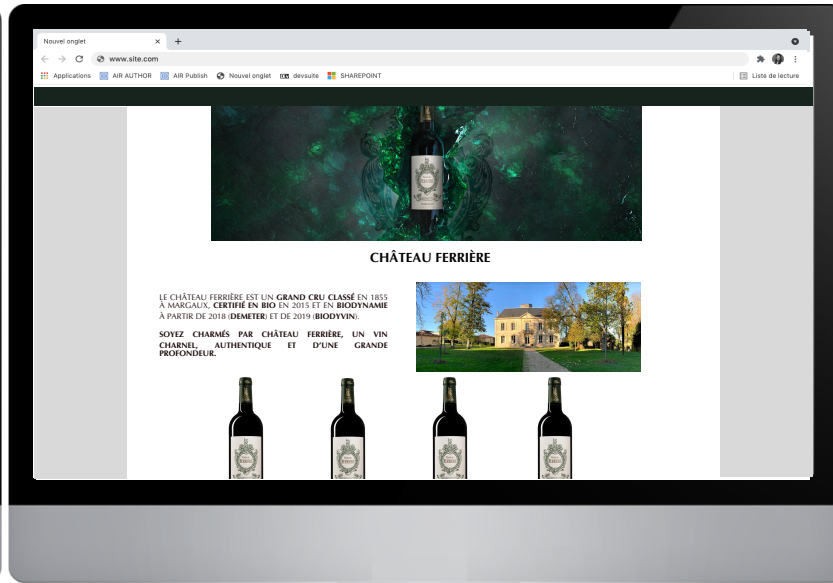 Nouvel onglet
www.site.com
Applications AIR AUTHOR AIR Publish Nouvel onglet devsuite SHAREPOINT Liste de lecture
CHÂTEAU FERRIÈRE
LE CHÂTEAU FERRIÈRE EST UN GRAND CRU CLASSÉ EN 1855
À MARGAUX, CERTIFIÉ EN BIO EN 2015 ET EN BIODYNAMIE
À PARTIR DE 2018 (DEMETER) ET DE 2019 (BIODYVIN).
SOYEZ CHARMÉS PAR CHÂTEAU FERRIÈRE, UN VIN
CHARNEL, AUTHENTIQUE ET D'UNE GRANDE
PROFONDEUR.